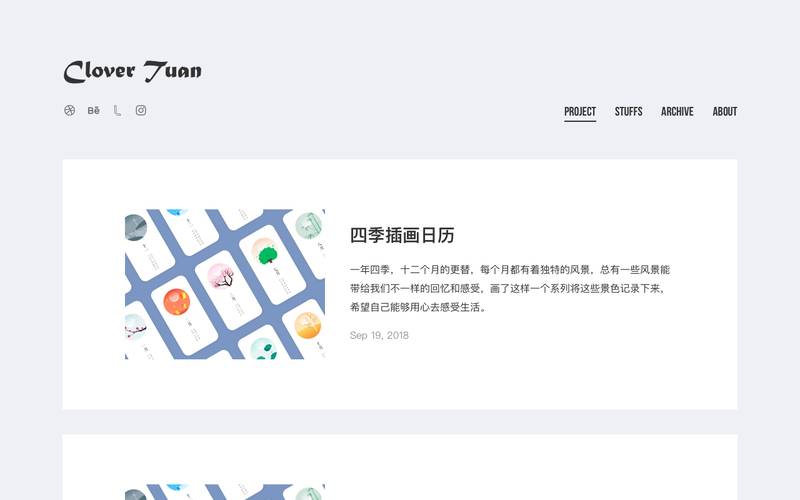 Clover Tuan
Bē
PROJECT STUFFS ARCHIVE ABOUT
四季插画日历
一年四季，十二个月的更替，每个月都有着独特的风景，总有一些风景能
带给我们不一样的回忆和感受，画了这样一个系列将这些景色记录下来，
希望自己能够用心去感受生活。
Sep 19, 2018